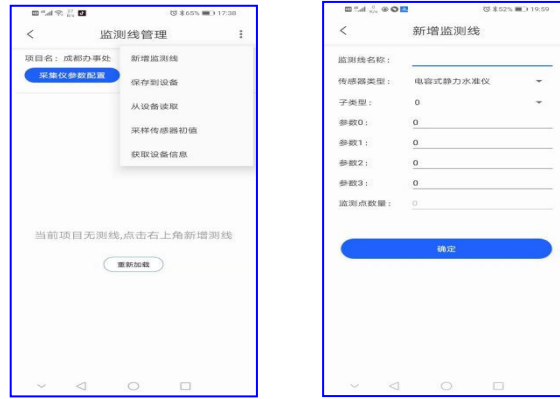 65% 17:38
监测线管理
项目名：成都办事处
采集仪参数配置
新增监测线
保存到设备
从设备读取
采样传感器初值
获取设备信息
当前项目无测线,点击右上角新增测线
重新加载
52% 19:59
新增监测线
监测线名称：
传感器类型： 电容式静力水准仪
子类型： 0
参数0： 0
参数1： 0
参数2： 0
参数3： 0
监测点数量： 0
确定